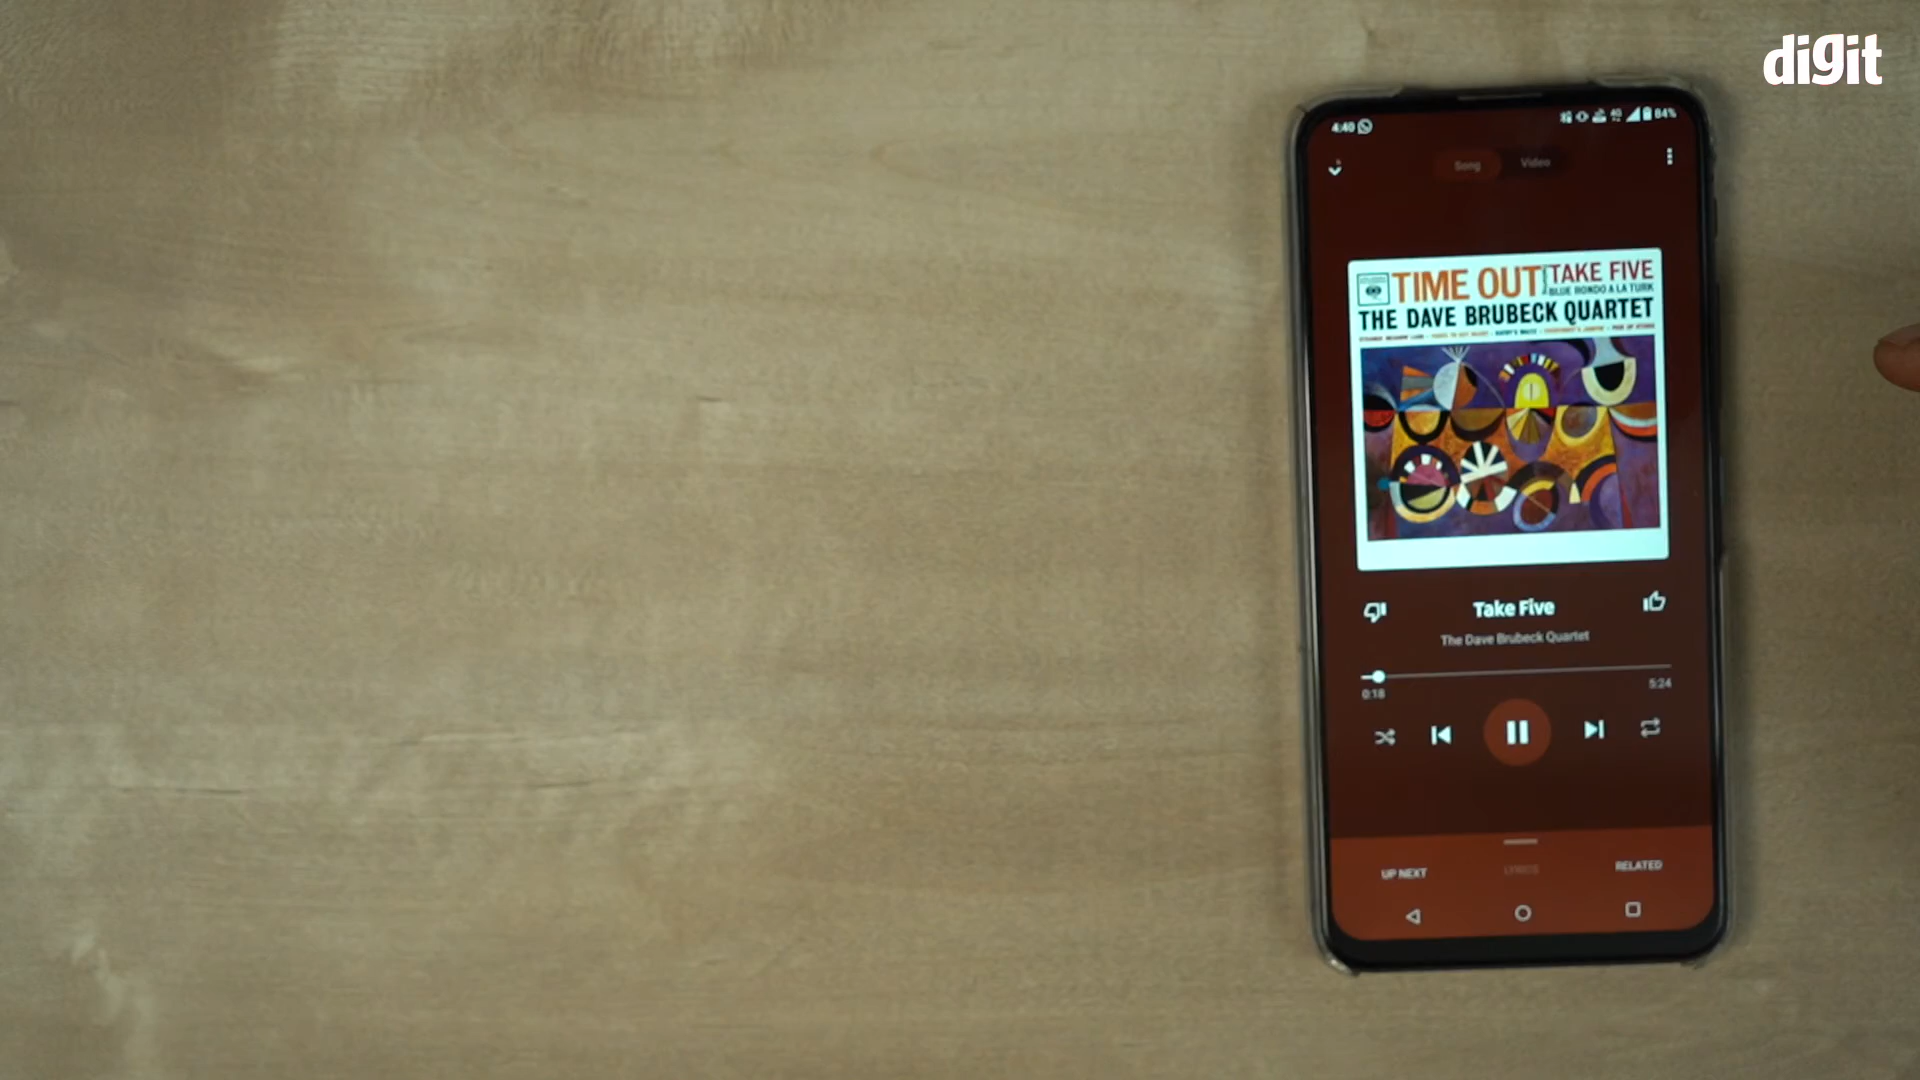 digit
4:40
84%
Song
Video
TIME OUT
TAKE FIVE
BLUE RONDO A LA TURK
THE DAVE BRUBECK QUARTET
Take Five
The Dave Brubeck Quartet
0:18
5:24
UP NEXT
LYRICS
RELATED